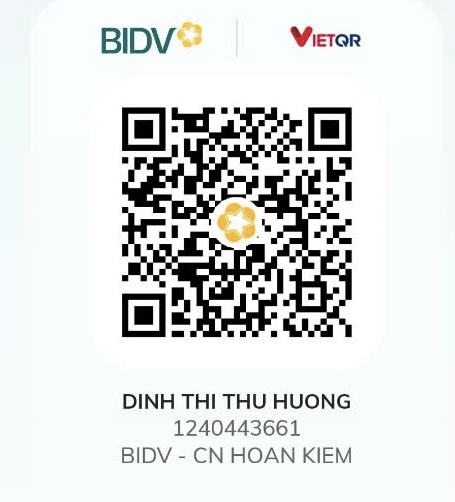 BIDV VIETQR
DINH THI THU HUONG
1240443661
BIDV - CN HOAN KIEM